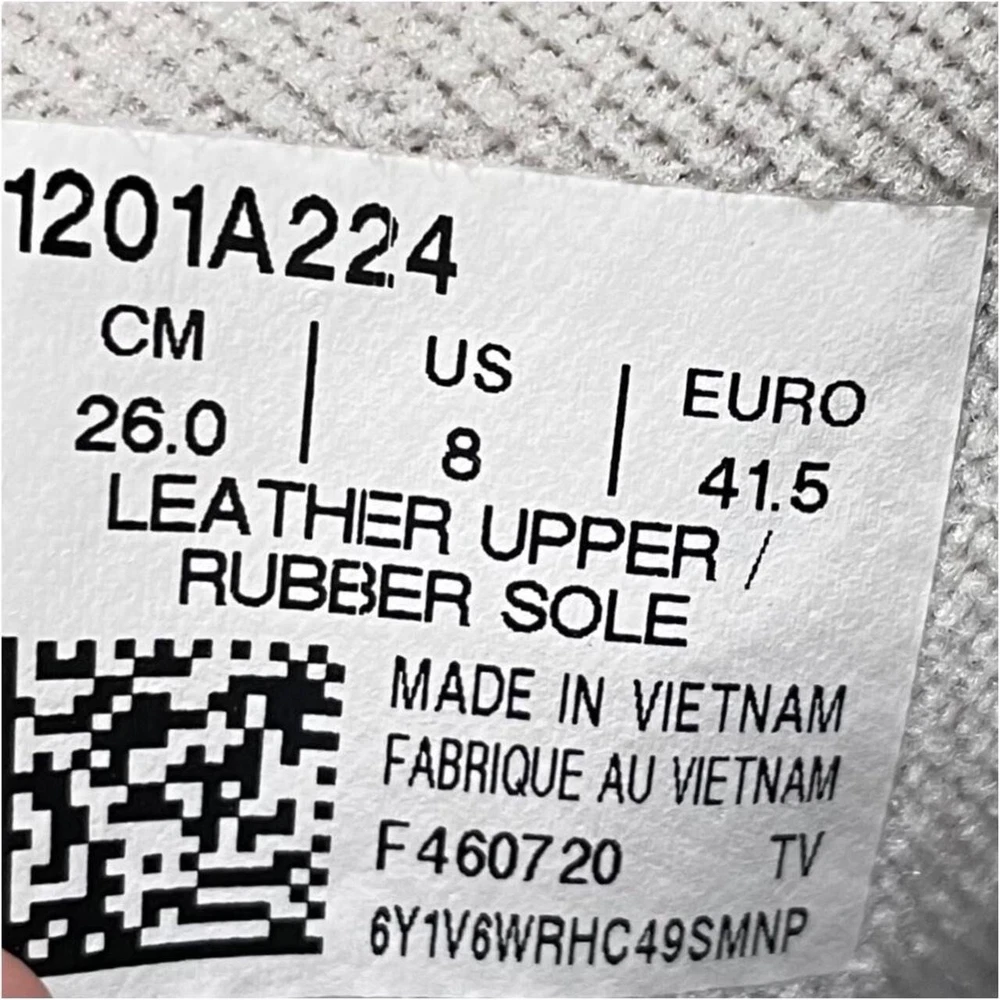 1201A224
CM | US | EURO
26.0 | 8 | 41.5
LEATHER UPPER /
RUBBER SOLE
MADE IN VIETNAM
FABRIQUE AU VIETNAM
F460720 TV
6Y1V6WRHC49SMNP